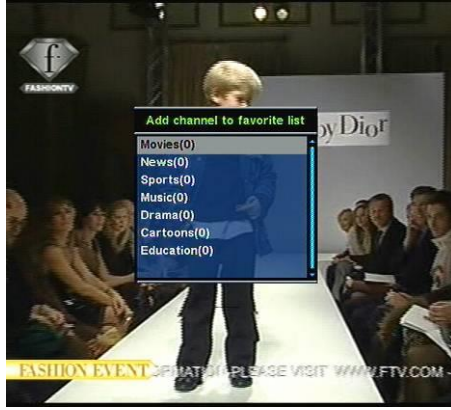 f
FASHIONTV
Add channel to favorite list
by Dior
Movies(0)
News(0)
Sports(0)
Music(0)
Drama(0)
Cartoons(0)
Education(0)
FASHION EVENT
PLEASE VISIT WWW.FTV.COM -